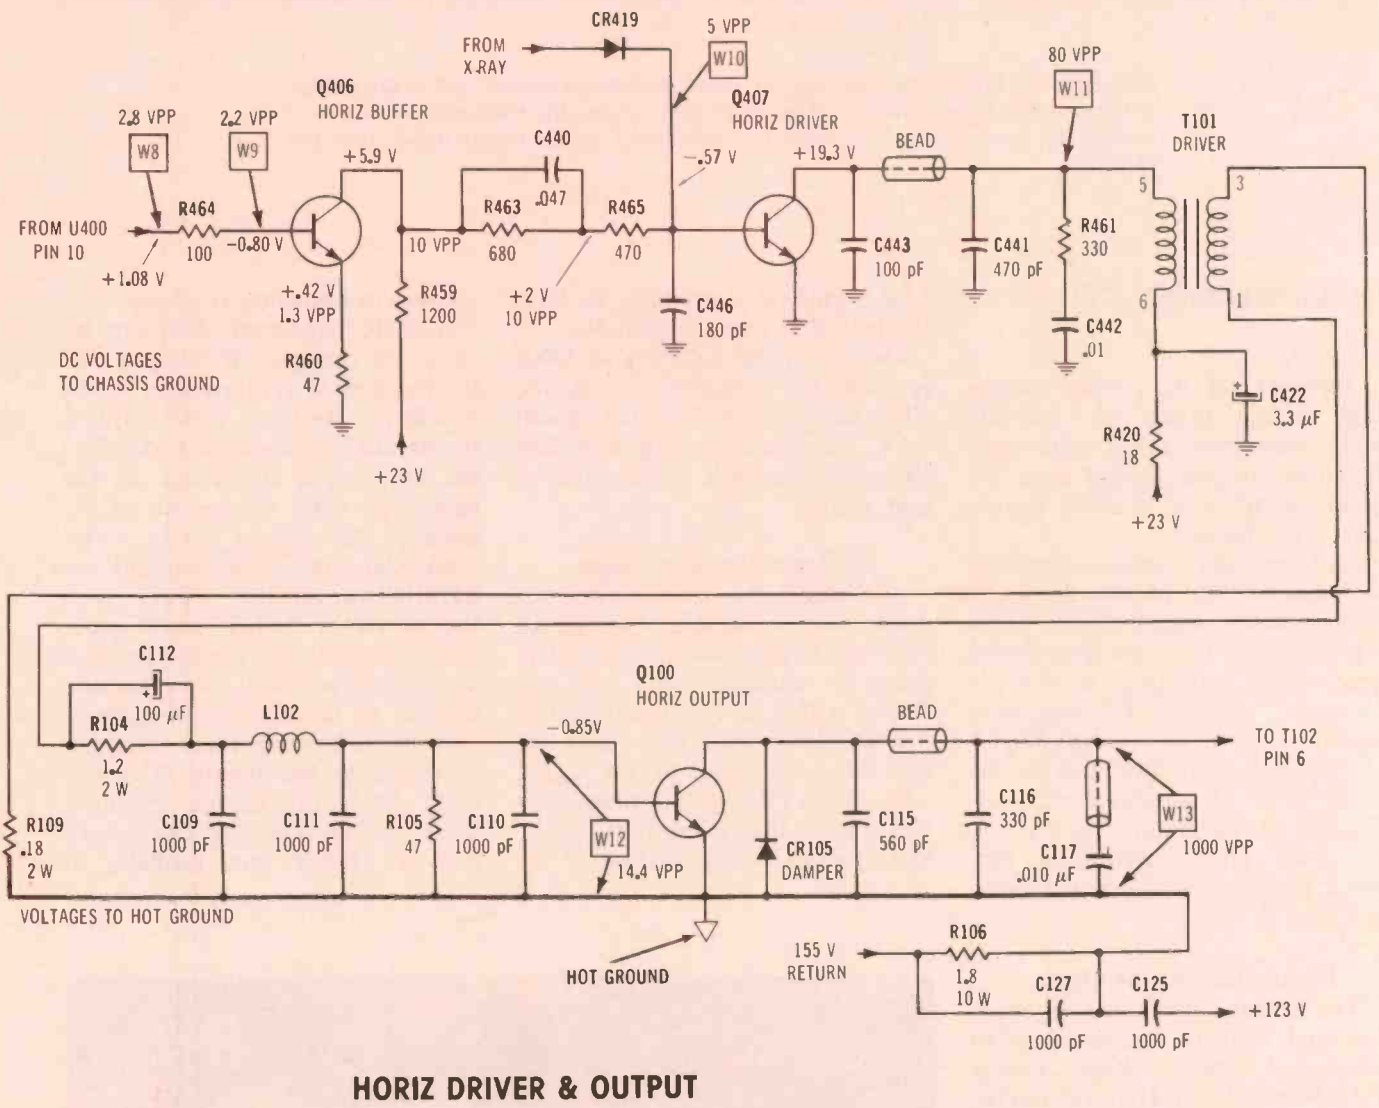 CR419
FROM
X-RAY
5 VPP
W10
Q406
HORIZ BUFFER
Q407
HORIZ DRIVER
80 VPP
W11
T101
DRIVER
2.8 VPP
W8
2.2 VPP
W9
+5.9 V
C440
.047
-.57 V
+19.3 V
BEAD
5
3
FROM U400
PIN 10
R464
100
-0.80 V
+1.08 V
10 VPP
R463
680
R465
470
C443
100 pF
C441
470 pF
R461
330
+.42 V
1.3 VPP
R459
1200
+2 V
10 VPP
C446
180 pF
6
1
C442
.01
DC VOLTAGES
TO CHASSIS GROUND
R460
47
C422
+
3.3 μF
R420
18
+23 V
+23 V
C112
+
100 μF
R104
1.2
2 W
L102
-0.85V
Q100
HORIZ OUTPUT
BEAD
TO T102
PIN 6
R109
.18
2 W
C109
1000 pF
C111
1000 pF
R105
47
C110
1000 pF
W12
14.4 VPP
CR105
DAMPER
C115
560 pF
C116
330 pF
C117
.010 μF
W13
1000 VPP
VOLTAGES TO HOT GROUND
HOT GROUND
155 V
RETURN
R106
1.8
10 W
C127
1000 pF
C125
1000 pF
+123 V
HORIZ DRIVER & OUTPUT